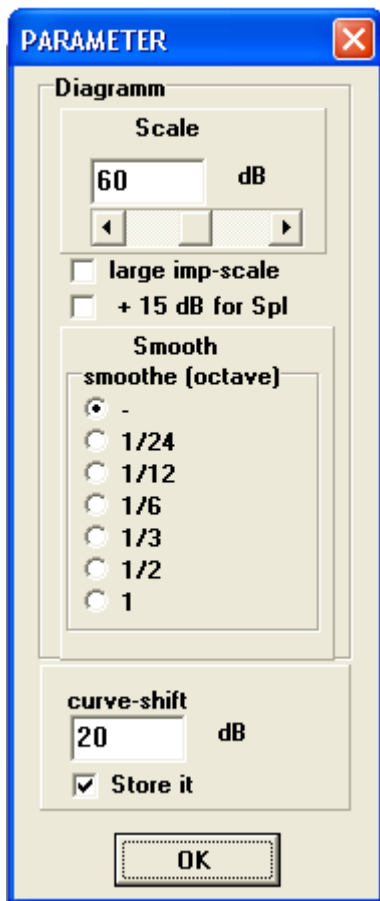 PARAMETER
Diagramm
Scale
60 dB
large imp-scale
+ 15 dB for Spl
Smooth
smoothe (octave)
-
1/24
1/12
1/6
1/3
1/2
1
curve-shift
20 dB
Store it
OK